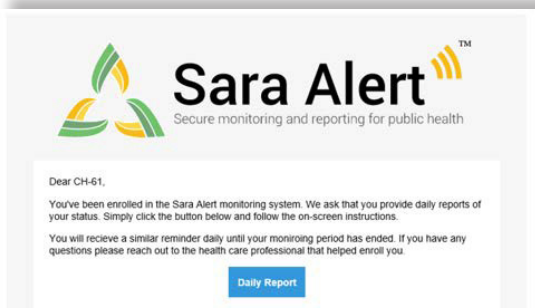 Sara Alert™
Secure monitoring and reporting for public health
Dear CH-61,
You've been enrolled in the Sara Alert monitoring system. We ask that you provide daily reports of
your status. Simply click the button below and follow the on-screen instructions.
You will recieve a similar reminder daily until your moniroing period has ended. If you have any
questions please reach out to the health care professional that helped enroll you.
Daily Report